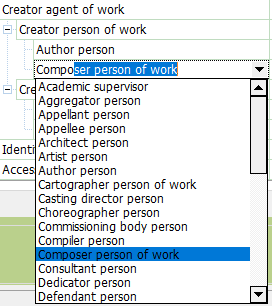 Creator agent of work
Creator person of work
Author person
Composer person of work
Cre
Academic supervisor
Aggregator person
Appellant person
Appellee person
Architect person
Artist person
Author person
Cartographer person of work
Casting director person
Choreographer person
Commissioning body person
Compiler person
Composer person of work
Consultant person
Dedicator person
Defendant person
Identi
Access